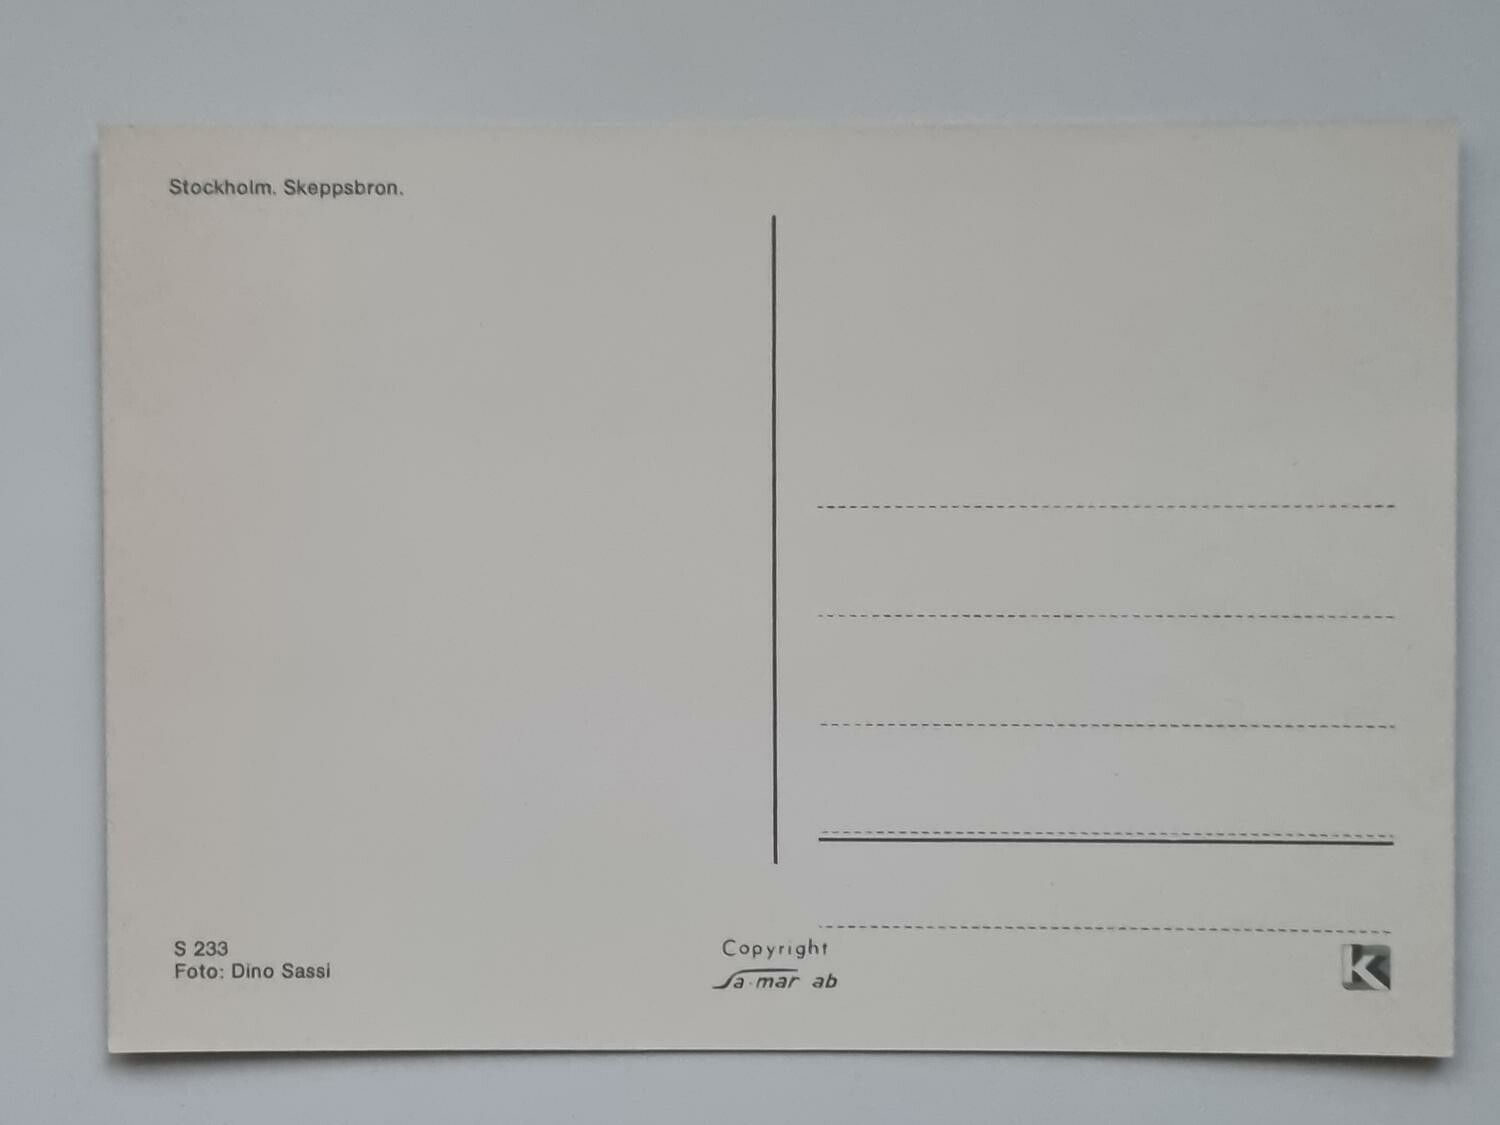 Stockholm. Skeppsbron.
S 233
Foto: Dino Sassi
Copyright
Sa-mar ab
K